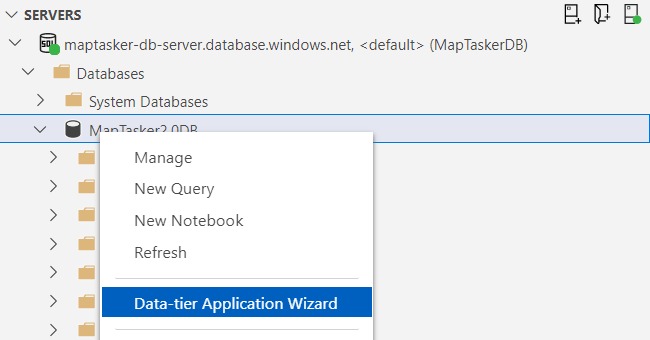 SERVERS
maptasker-db-server.database.windows.net, <default> (MapTaskerDB)
Databases
System Databases
MapTasker2.0DB
Manage
New Query
New Notebook
Refresh
Data-tier Application Wizard